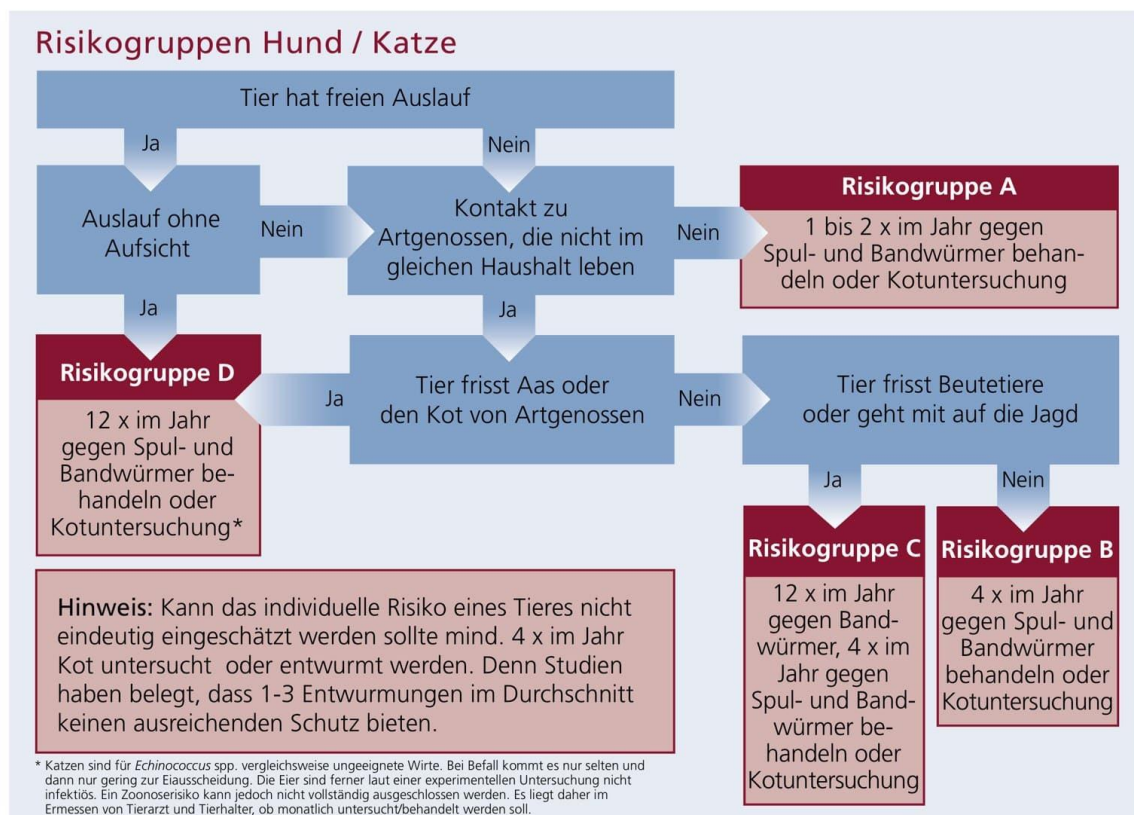 Risikogruppen Hund / Katze
Tier hat freien Auslauf
Ja
Nein
Auslauf ohne
Aufsicht
Nein
Kontakt zu
Artgenossen, die nicht im
gleichen Haushalt leben
Nein
Risikogruppe A
1 bis 2 x im Jahr gegen
Spul- und Bandwürmer behan-
deln oder Kotuntersuchung
Ja
Ja
Risikogruppe D
12 x im Jahr
gegen Spul- und
Bandwürmer be-
handeln oder
Kotuntersuchung*
Ja
Tier frisst Aas oder
den Kot von Artgenossen
Nein
Tier frisst Beutetiere
oder geht mit auf die Jagd
Ja
Nein
Risikogruppe C
12 x im Jahr
gegen Band-
würmer, 4 x im
Jahr gegen
Spul- und Band-
würmer be-
handeln oder
Kotuntersuchung
Risikogruppe B
4 x im Jahr
gegen Spul- und
Bandwürmer
behandeln oder
Kotuntersuchung
Hinweis: Kann das individuelle Risiko eines Tieres nicht
eindeutig eingeschätzt werden sollte mind. 4 x im Jahr
Kot untersucht oder entwurmt werden. Denn Studien
haben belegt, dass 1-3 Entwurmungen im Durchschnitt
keinen ausreichenden Schutz bieten.
* Katzen sind für Echinococcus spp. vergleichsweise ungeeignete Wirte. Bei Befall kommt es nur selten und
dann nur gering zur Eiausscheidung. Die Eier sind ferner laut einer experimentellen Untersuchung nicht
infektiös. Ein Zoonoserisiko kann jedoch nicht vollständig ausgeschlossen werden. Es liegt daher im
Ermessen von Tierarzt und Tierhalter, ob monatlich untersucht/behandelt werden soll.